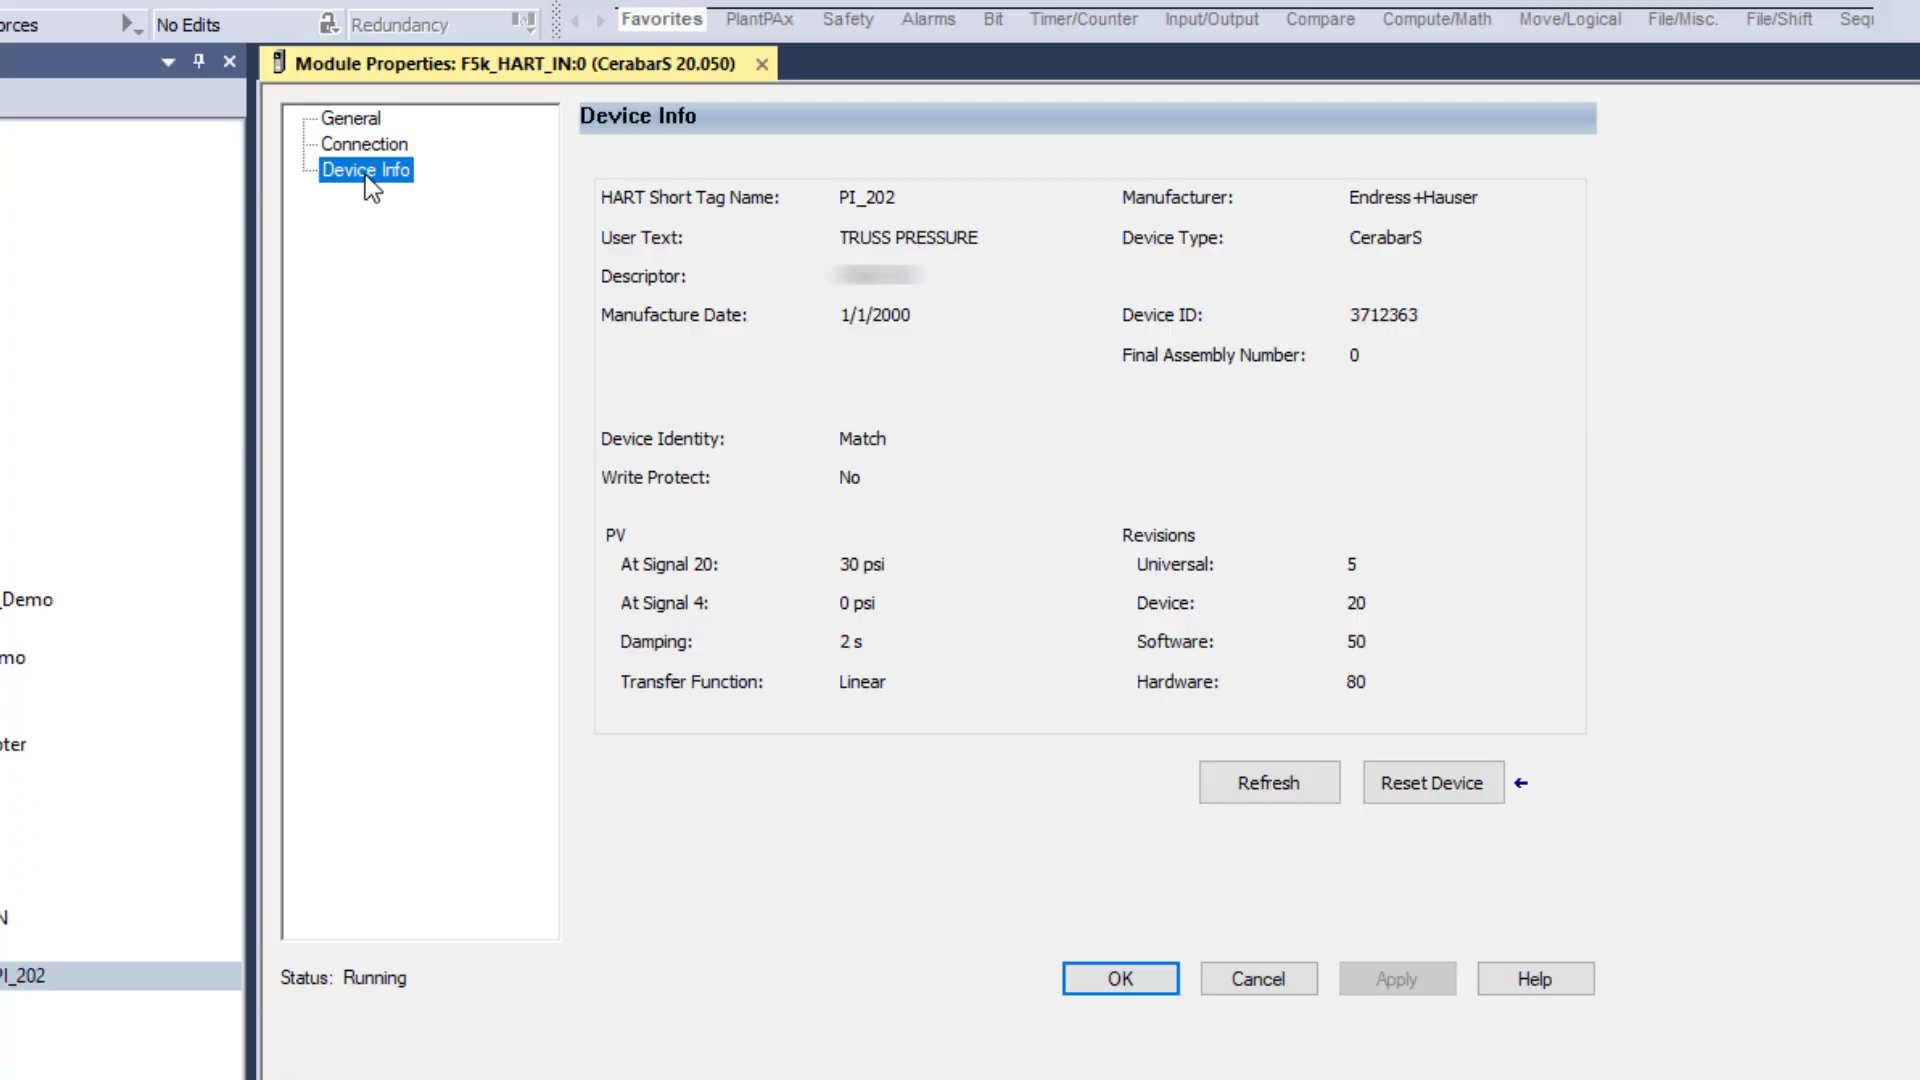 orces No Edits Redundancy Favorites PlantPAx Safety Alarms Bit Timer/Counter Input/Output Compare Compute/Math Move/Logical File/Misc. File/Shift Sequ
Module Properties: F5k_HART_IN:0 (CerabarS 20.050)
General
Connection
Device Info
Device Info
HART Short Tag Name: PI_202 Manufacturer: Endress+Hauser
User Text: TRUSS PRESSURE Device Type: CerabarS
Descriptor:
Manufacture Date: 1/1/2000 Device ID: 3712363
Final Assembly Number: 0
Device Identity: Match
Write Protect: No
PV Revisions
At Signal 20: 30 psi Universal: 5
At Signal 4: 0 psi Device: 20
Damping: 2 s Software: 50
Transfer Function: Linear Hardware: 80
Refresh Reset Device
_Demo
mo
oter
N
PI_202
Status: Running OK Cancel Apply Help